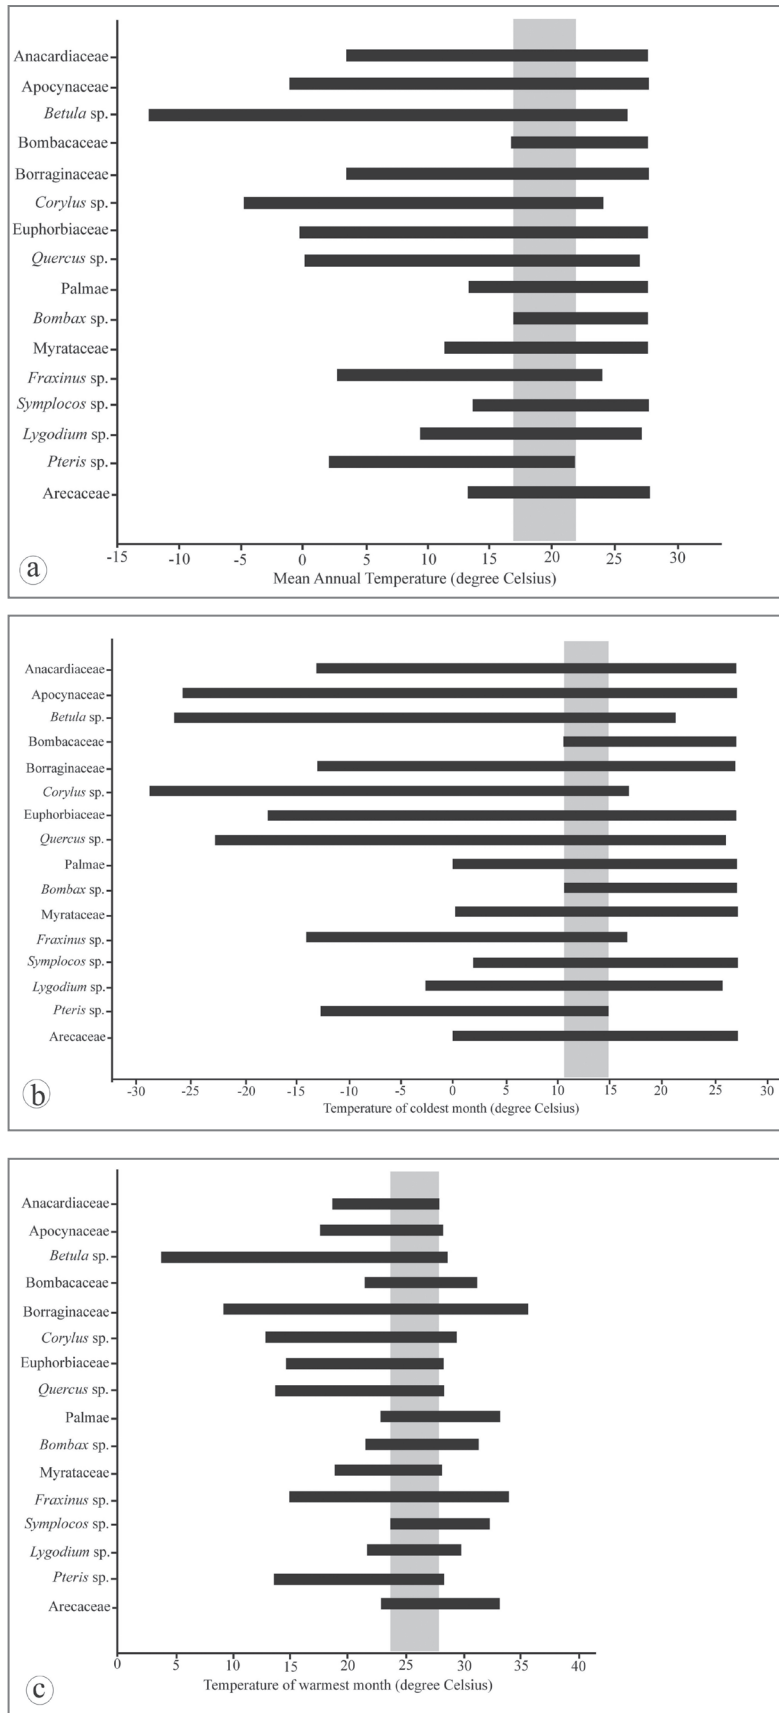 Anacardiaceae
Apocynaceae
Betula sp.
Bombacaceae
Borraginaceae
Corylus sp.
Euphorbiaceae
Quercus sp.
Palmae
Bombax sp.
Myrataceae
Fraxinus sp.
Symplocos sp.
Lygodium sp.
Pteris sp.
Arecaceae
-15 -10 -5 0 5 10 15 20 25 30
Mean Annual Temperature (degree Celsius)
a
Anacardiaceae
Apocynaceae
Betula sp.
Bombacaceae
Borraginaceae
Corylus sp.
Euphorbiaceae
Quercus sp.
Palmae
Bombax sp.
Myrataceae
Fraxinus sp.
Symplocos sp.
Lygodium sp.
Pteris sp.
Arecaceae
-30 -25 -20 -15 -10 -5 0 5 10 15 20 25 30
Temperature of coldest month (degree Celsius)
b
Anacardiaceae
Apocynaceae
Betula sp.
Bombacaceae
Borraginaceae
Corylus sp.
Euphorbiaceae
Quercus sp.
Palmae
Bombax sp.
Myrataceae
Fraxinus sp.
Symplocos sp.
Lygodium sp.
Pteris sp.
Arecaceae
0 5 10 15 20 25 30 35 40
Temperature of warmest month (degree Celsius)
c